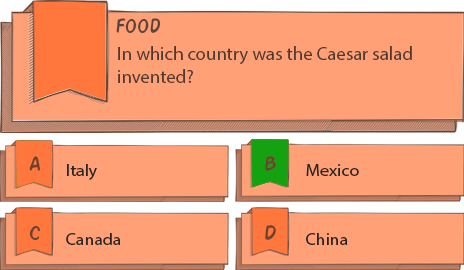 FOOD
In which country was the Caesar salad
invented?
A Italy
B Mexico
C Canada
D China